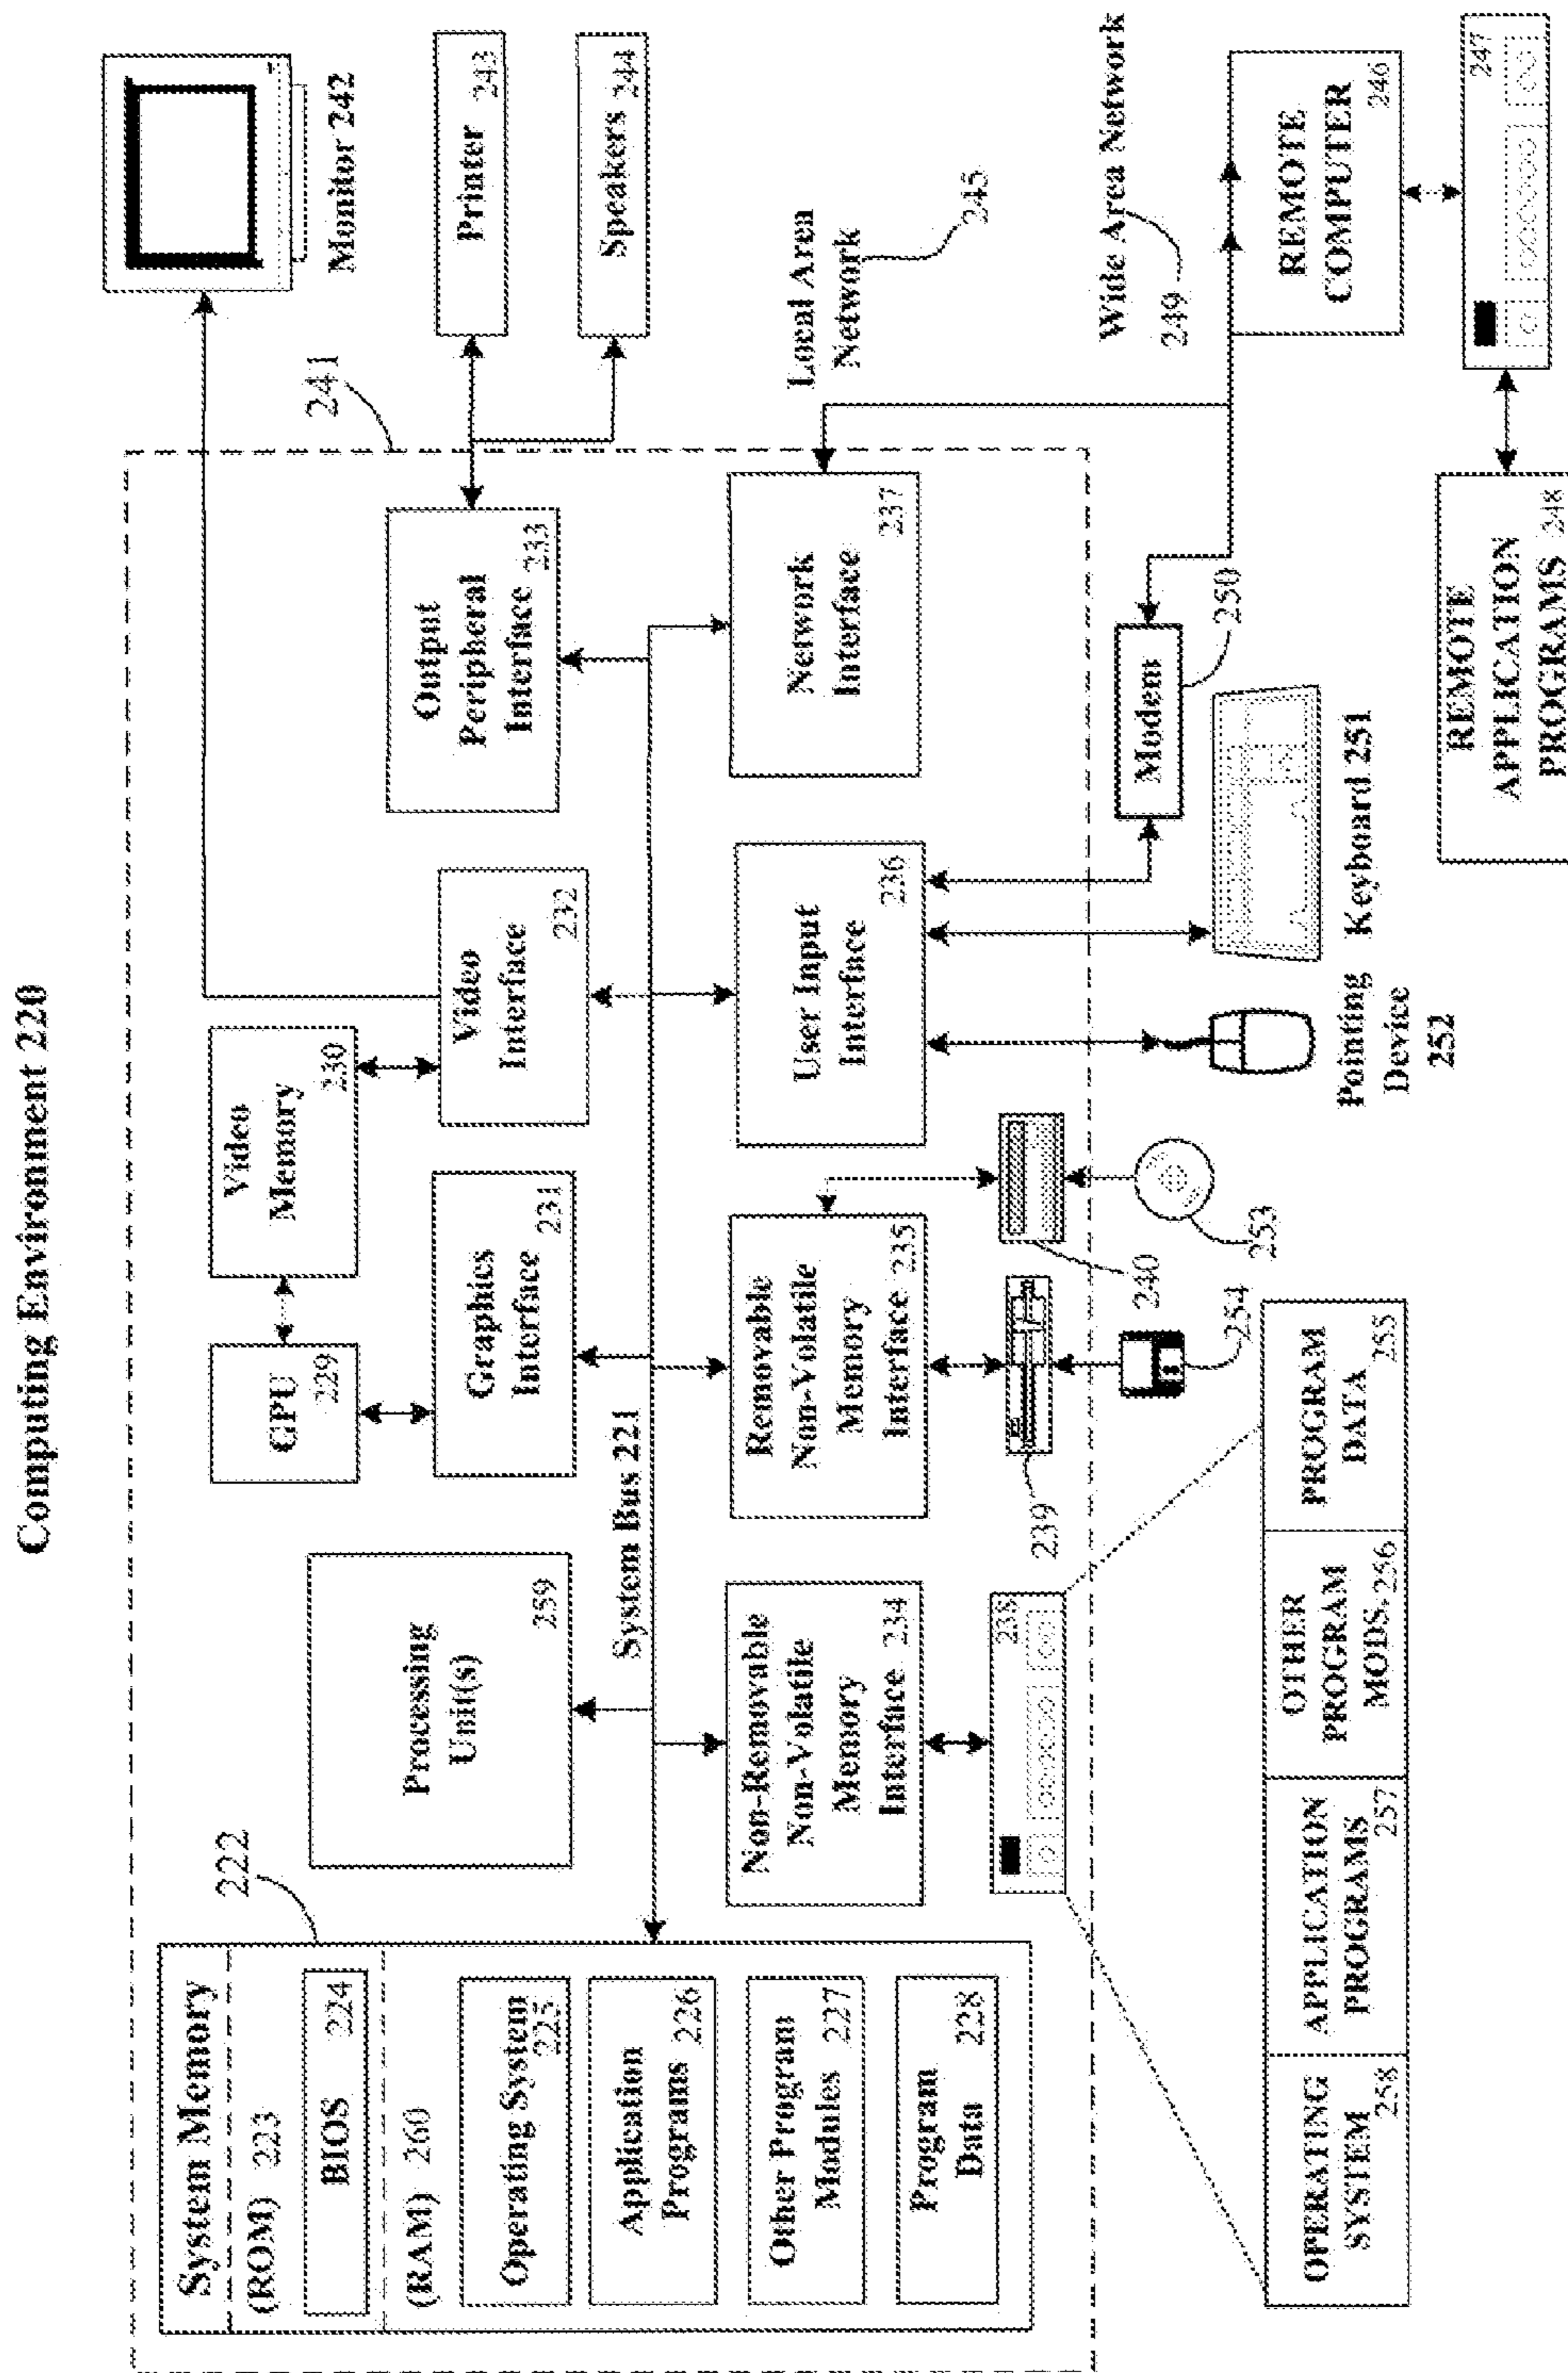 Computing Environment 220
222
System Memory
(ROM) 223
BIOS 224
(RAM) 260
Operating System
225
Application
Programs 226
Other Program
Modules 227
Program
Data 228
Processing
Unit(s)
259
System Bus 221
GPU
229
Video
Memory
230
Graphics
Interface
231
Video
Interface
232
Output
Peripheral
Interface 233
241
Monitor 242
Printer 243
Speakers 244
Non-Removable
Non-Volatile
Memory
Interface 234
Removable
Non-Volatile
Memory
Interface 235
User Input
Interface
236
Network
Interface
237
Local Area
Network
245
Wide Area Network
249
238
239
240
254
253
Modem
250
Keyboard 251
Pointing
Device
252
REMOTE
COMPUTER
246
247
REMOTE
APPLICATION
PROGRAMS 248
OPERATING
SYSTEM
258
APPLICATION
PROGRAMS
257
OTHER
PROGRAM
MODS. 256
PROGRAM
DATA
255